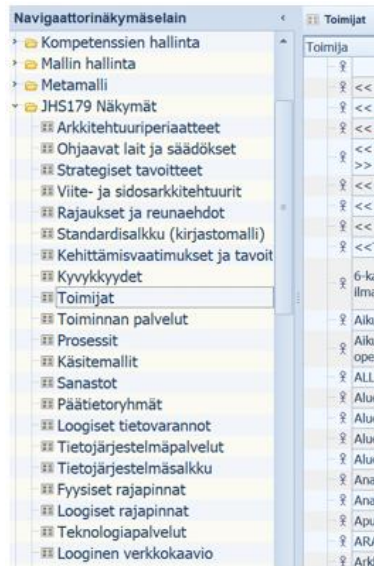 Navigaattorinäkymäselain
Kompetenssien hallinta
Mallin hallinta
Metamalli
JHS179 Näkymät
Arkkitehtuuriperiaatteet
Ohjaavat lait ja säädökset
Strategiset tavoitteet
Viite- ja sidosarkkitehtuurit
Rajaukset ja reunaehdot
Standardisalkku (kirjastomalli)
Kehittämisvaatimukset ja tavoit
Kyvykkyydet
Toimijat
Toiminnan palvelut
Prosessit
Käsitemallit
Sanastot
Päätietoryhmät
Loogiset tietovarannot
Tietojärjestelmäpalvelut
Tietojärjestelmäsalkku
Fyysiset rajapinnat
Loogiset rajapinnat
Teknologiapalvelut
Looginen verkkokaavio
Toimijat
Toimija
<<
<<
<<
<<
>>
<<
<<
<<
6-ka
ilma
Aiku
Aiku
ope
ALL
Alu
Alu
Alu
Alu
Ana
Ana
Apu
ARA
Arkk